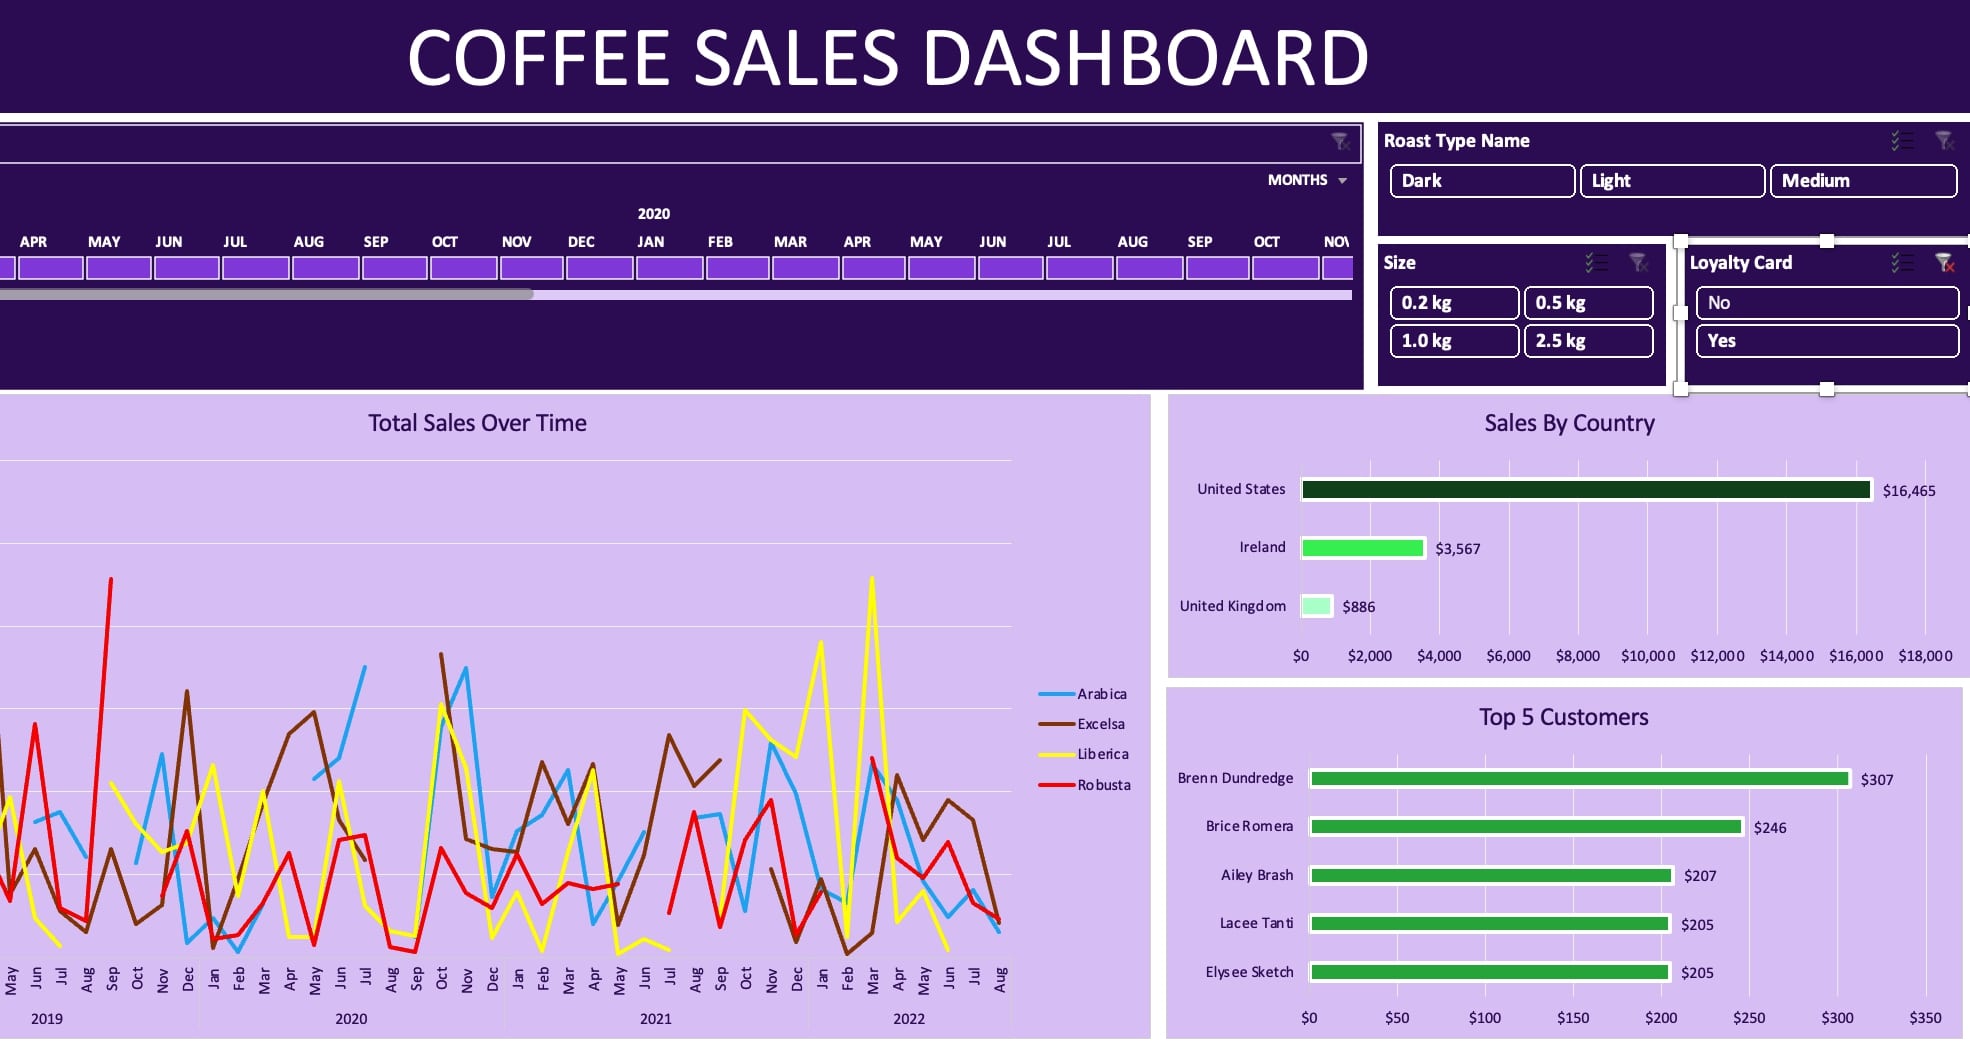 COFFEE SALES DASHBOARD
MONTHS
2020
APR MAY JUN JUL AUG SEP OCT NOV DEC JAN FEB MAR APR MAY JUN JUL AUG SEP OCT NOV
Roast Type Name
Dark Light Medium
Size
0.2 kg 0.5 kg
1.0 kg 2.5 kg
Loyalty Card
No
Yes
Total Sales Over Time
Arabica
Excelsa
Liberica
Robusta
May Jun Jul Aug Sep Oct Nov Dec Jan Feb Mar Apr May Jun Jul Aug Sep Oct Nov Dec Jan Feb Mar Apr May Jun Jul Aug Sep Oct Nov Dec Jan Feb Mar Apr May Jun Jul Aug
2019 2020 2021 2022
Sales By Country
United States $16,465
Ireland $3,567
United Kingdom $886
$0 $2,000 $4,000 $6,000 $8,000 $10,000 $12,000 $14,000 $16,000 $18,000
Top 5 Customers
Brenn Dundredge $307
Brice Romera $246
Ailey Brash $207
Lacee Tanti $205
Elysee Sketch $205
$0 $50 $100 $150 $200 $250 $300 $350